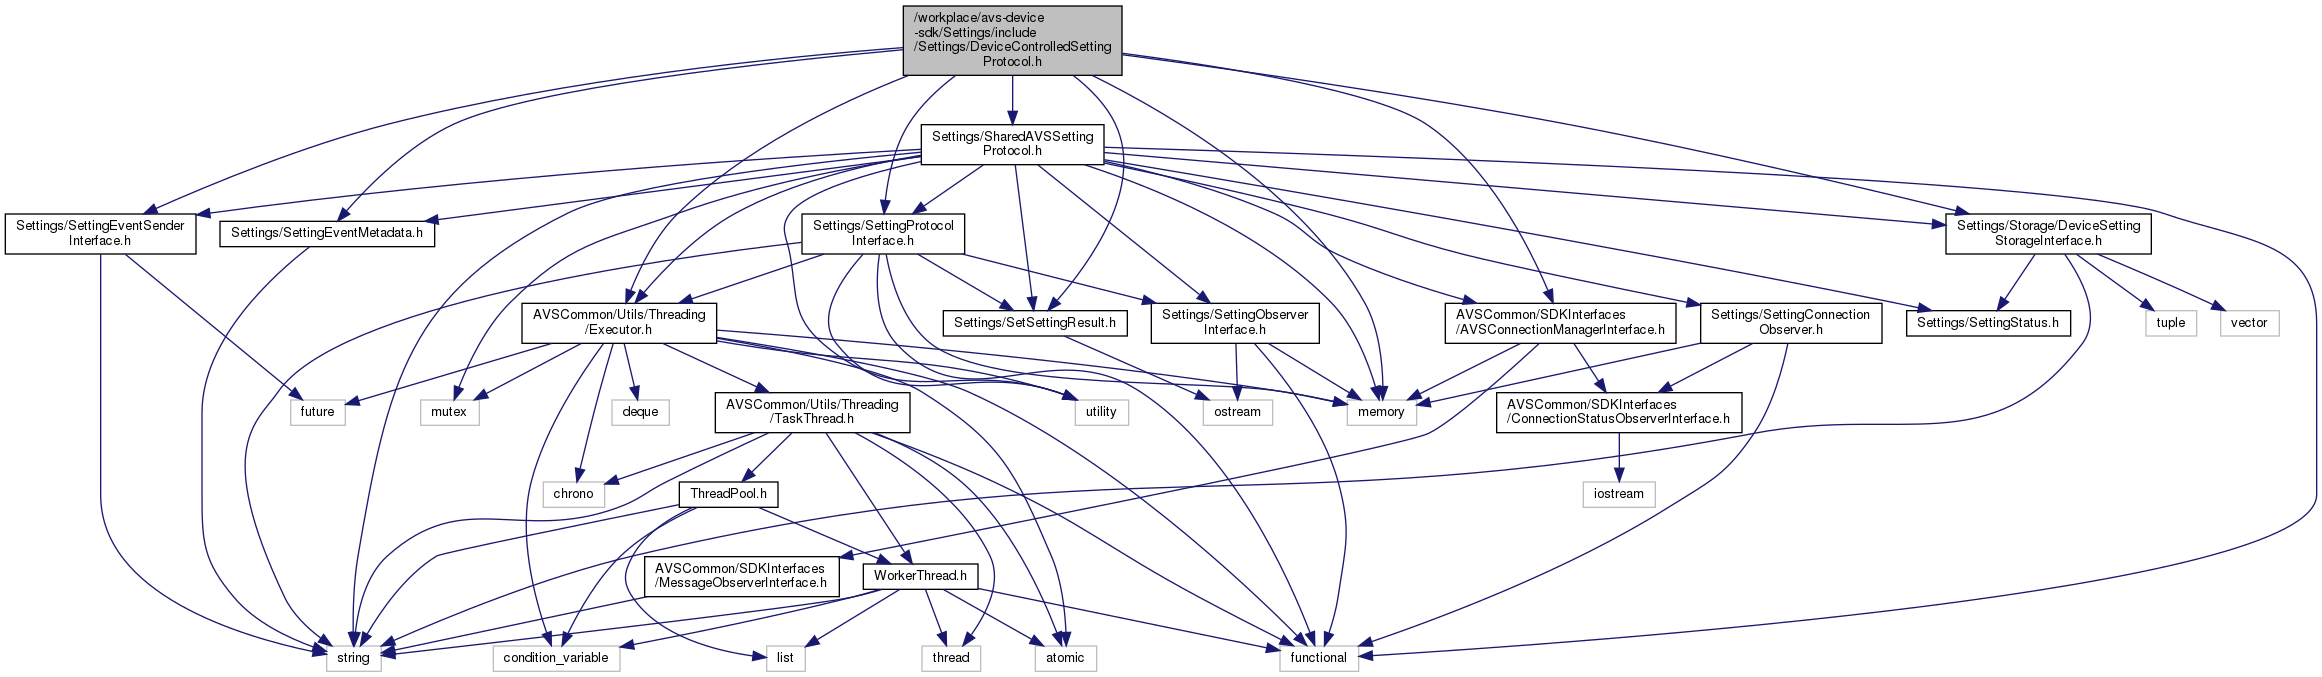 /workplace/avs-device
-sdk/Settings/include
/Settings/DeviceControlledSetting
Protocol.h
Settings/SharedAVSSetting
Protocol.h
Settings/SettingEventSender
Interface.h
Settings/SettingEventMetadata.h
Settings/SettingProtocol
Interface.h
Settings/Storage/DeviceSetting
StorageInterface.h
AVSCommon/Utils/Threading
/Executor.h
Settings/SetSettingResult.h
Settings/SettingObserver
Interface.h
AVSCommon/SDKInterfaces
/AVSConnectionManagerInterface.h
Settings/SettingConnection
Observer.h
Settings/SettingStatus.h
tuple
vector
future
mutex
deque
AVSCommon/Utils/Threading
/TaskThread.h
utility
ostream
memory
AVSCommon/SDKInterfaces
/ConnectionStatusObserverInterface.h
chrono
ThreadPool.h
iostream
AVSCommon/SDKInterfaces
/MessageObserverInterface.h
WorkerThread.h
string
condition_variable
list
thread
atomic
functional